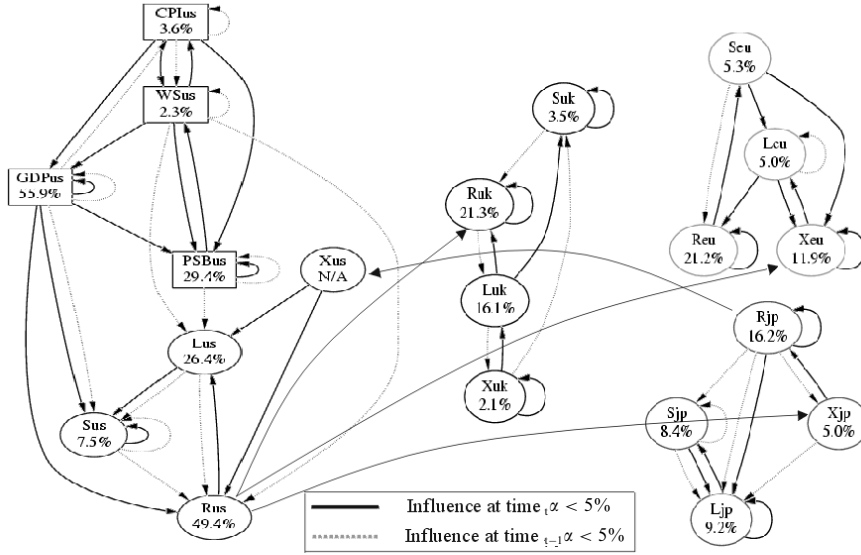 CPIus
3.6%
WSus
2.3%
GDPus
55.9%
PSBus
29.4%
Xus
N/A
Lus
26.4%
Sus
7.5%
Rus
49.4%
Suk
3.5%
Ruk
21.3%
Luk
16.1%
Xuk
2.1%
Seu
5.3%
Leu
5.0%
Reu
21.2%
Xeu
11.9%
Rjp
16.2%
Sjp
8.4%
Xjp
5.0%
Ljp
9.2%
Influence at time t α < 5%
Influence at time t−1 α < 5%